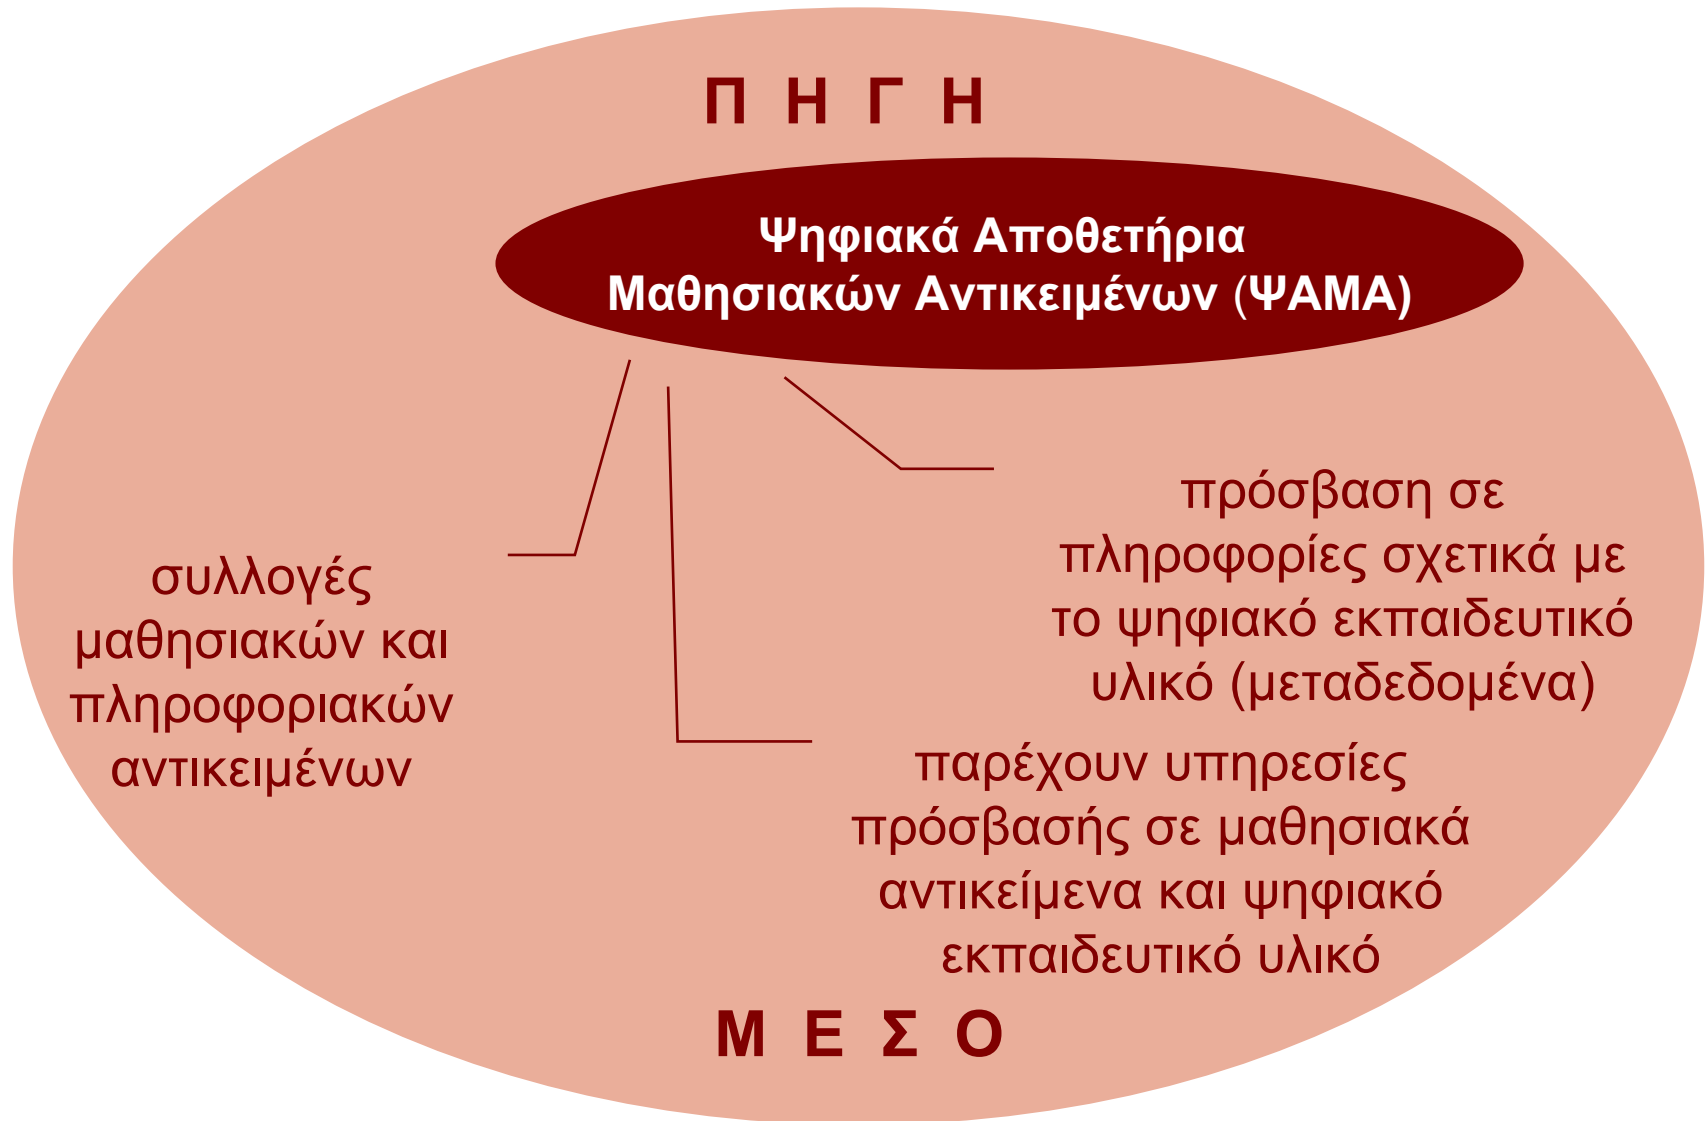 Π Η Γ Η
Ψηφιακά Αποθετήρια
Μαθησιακών Αντικειμένων (ΨΑΜΑ)
συλλογές
μαθησιακών και
πληροφοριακών
αντικειμένων
πρόσβαση σε
πληροφορίες σχετικά με
το ψηφιακό εκπαιδευτικό
υλικό (μεταδεδομένα)
παρέχουν υπηρεσίες
πρόσβασής σε μαθησιακά
αντικείμενα και ψηφιακό
εκπαιδευτικό υλικό
Μ Ε Σ Ο